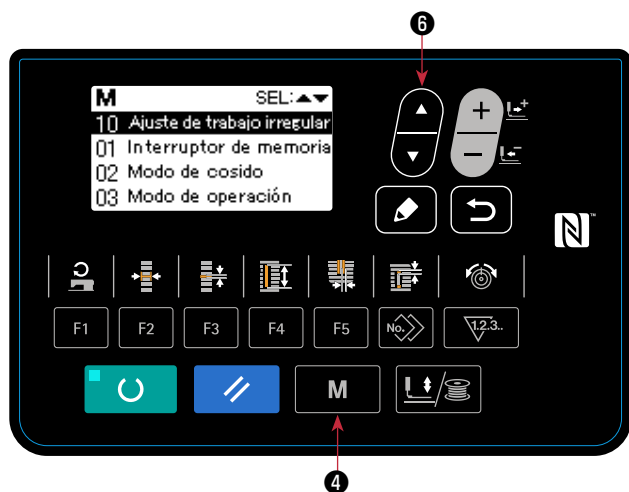 6
M SEL:▲▼
10 Ajuste de trabajo irregular
01 Interruptor de memoria
02 Modo de cosido
03 Modo de operación
+
−
N™
F1 F2 F3 F4 F5 No. 1.2.3..
M
4